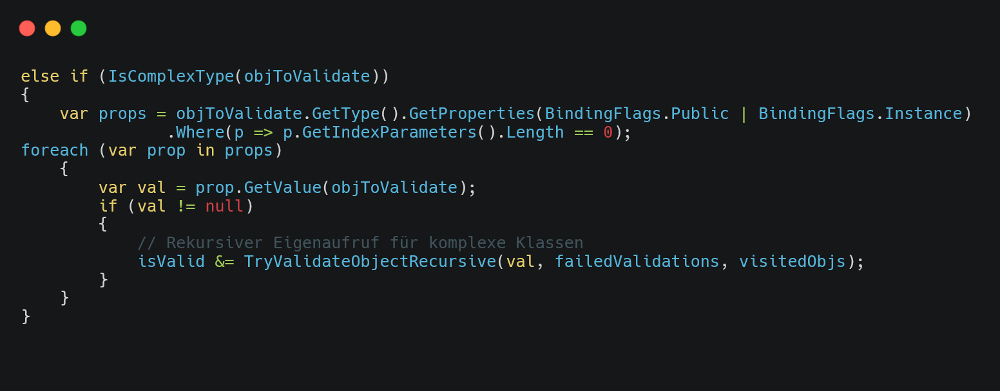 else if (IsComplexType(objToValidate))
{
    var props = objToValidate.GetType().GetProperties(BindingFlags.Public | BindingFlags.Instance)
               .Where(p => p.GetIndexParameters().Length == 0);
foreach (var prop in props)
    {
        var val = prop.GetValue(objToValidate);
        if (val != null)
        {
            // Rekursiver Eigenaufruf für komplexe Klassen
            isValid &= TryValidateObjectRecursive(val, failedValidations, visitedObjs);
        }
    }
}